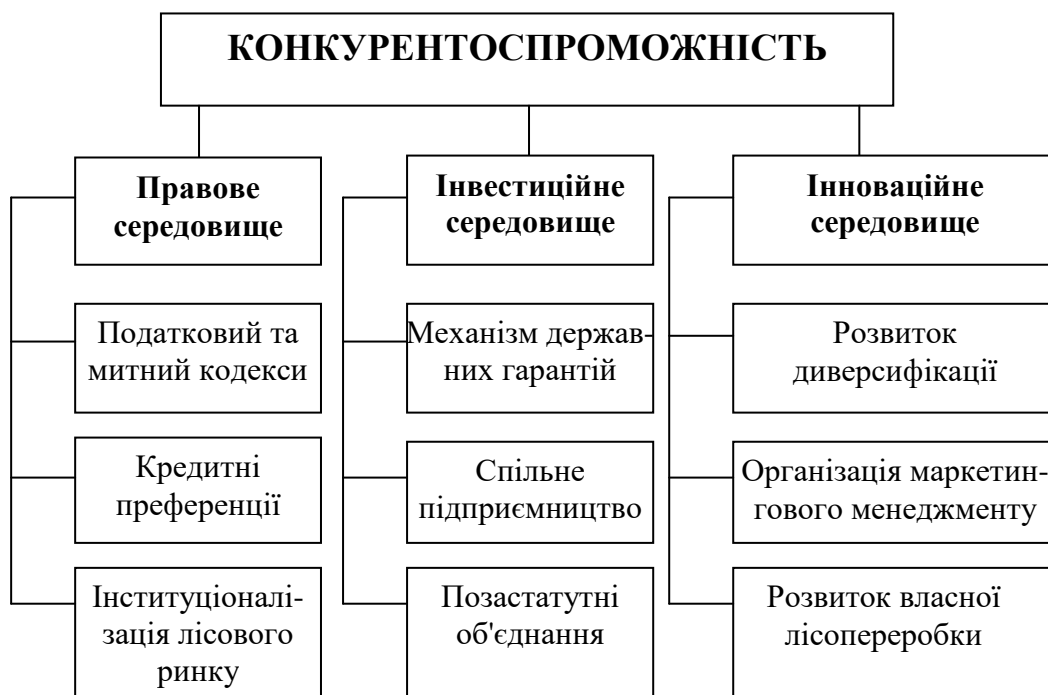 КОНКУРЕНТОСПРОМОЖНІСТЬ
Правове
середовище
Інвестиційне
середовище
Інноваційне
середовище
Податковий та
митний кодекси
Механізм держав-
них гарантій
Розвиток
диверсифікації
Кредитні
преференції
Спільне
підприємництво
Організація маркетин-
гового менеджменту
Інституціоналі-
зація лісового
ринку
Позастатутні
об'єднання
Розвиток власної
лісопереробки